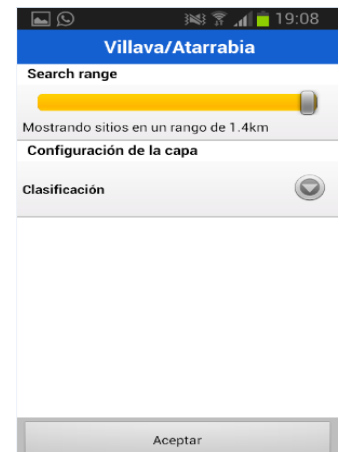 19:08
Villava/Atarrabia
Search range
Mostrando sitios en un rango de 1.4km
Configuración de la capa
Clasificación
Aceptar